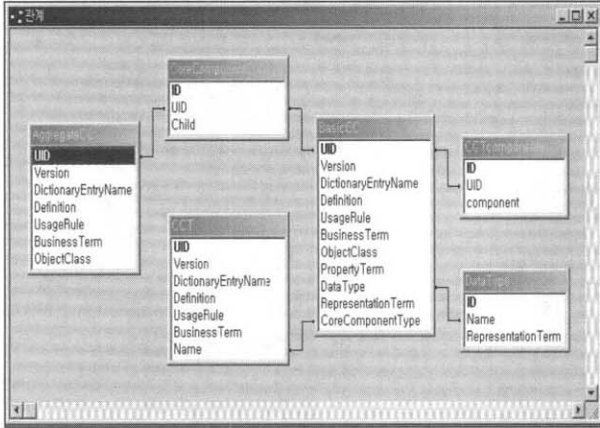 관계
CoreComponent
ID
UID
Child
AggregateCC
UID
Version
DictionaryEntryName
Definition
UsageRule
BusinessTerm
ObjectClass
CCT
UID
Version
DictionaryEntryName
Definition
UsageRule
BusinessTerm
Name
BasicCC
UID
Version
DictionaryEntryName
Definition
UsageRule
BusinessTerm
ObjectClass
PropertyTerm
DataType
RepresentationTerm
CoreComponentType
ID
UID
component
DataType
ID
Name
RepresentationTerm